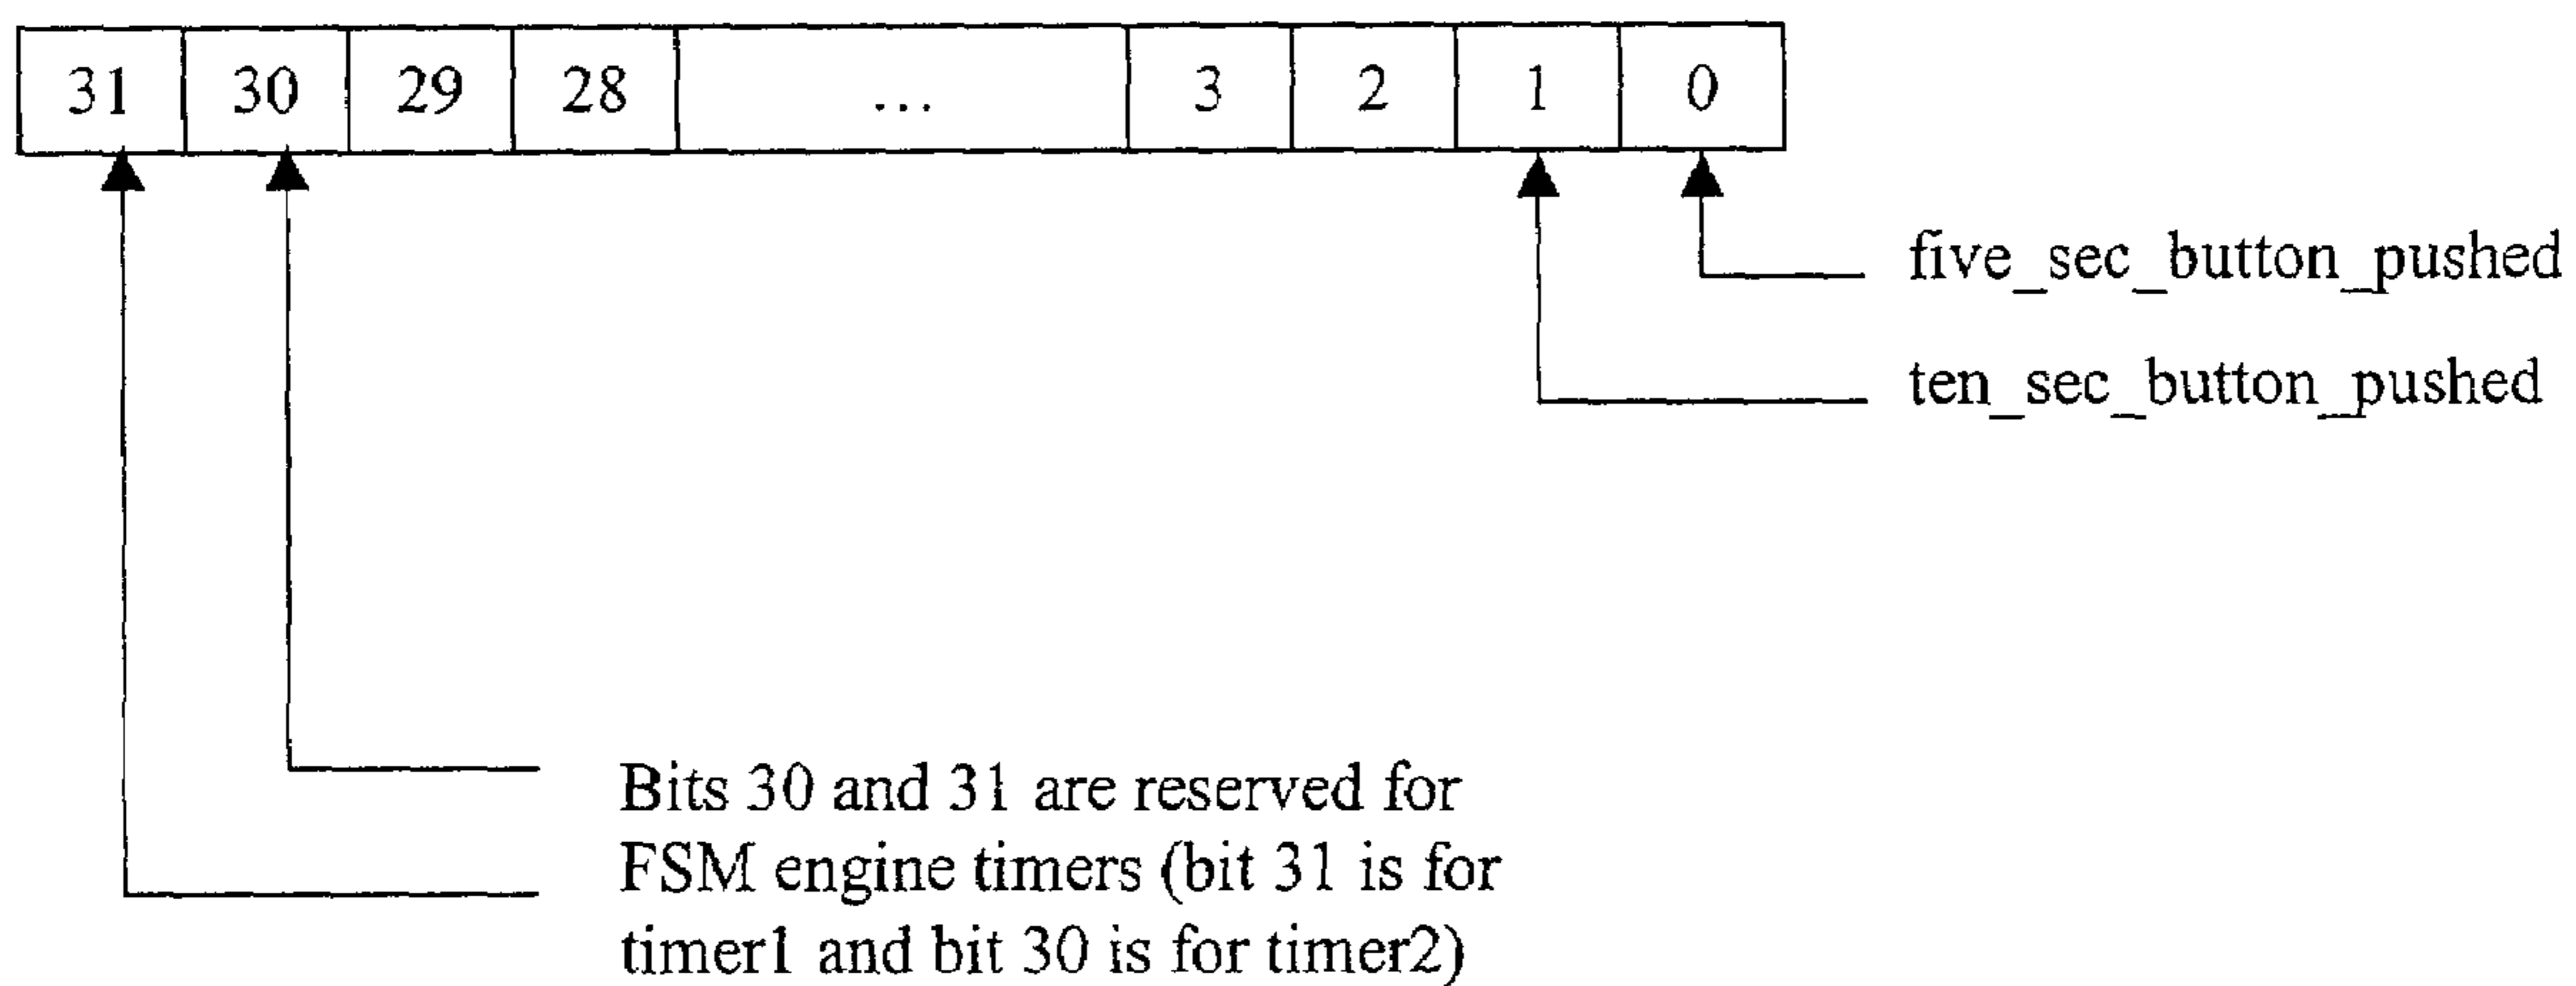 31 30 29 28 ... 3 2 1 0
five_sec_button_pushed
ten_sec_button_pushed
Bits 30 and 31 are reserved for
FSM engine timers (bit 31 is for
timer1 and bit 30 is for timer2)